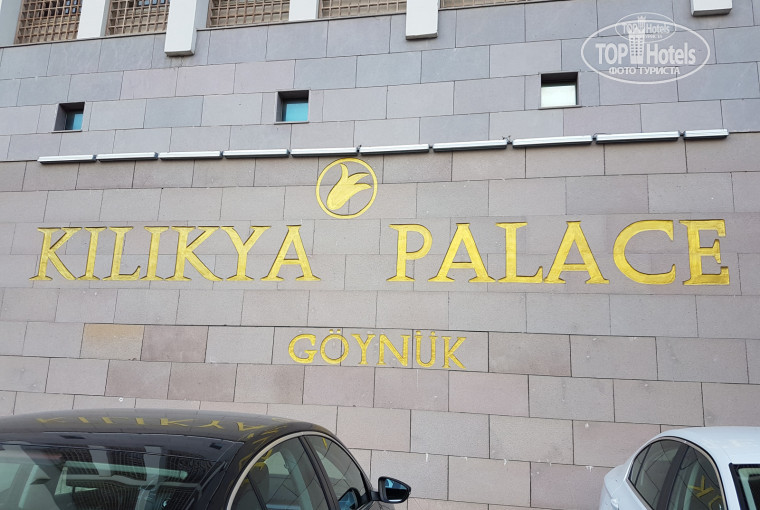 TOP Hotels
ФОТО ТУРИСТА
KILIKYA PALACE
GÖYNÜK